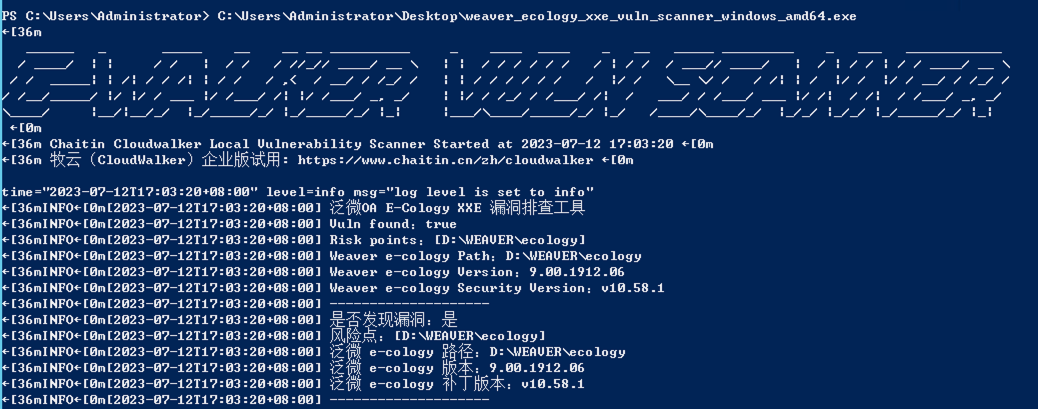 PS C:\Users\Administrator> C:\Users\Administrator\Desktop\weaver_ecology_xxe_vuln_scanner_windows_amd64.exe
←[36m
C-WALKER VULN SCANNER
←[0m
←[36m Chaitin Cloudwalker Local Vulnerability Scanner Started at 2023-07-12 17:03:20 ←[0m
←[36m 牧云（CloudWalker）企业版试用: https://www.chaitin.cn/zh/cloudwalker ←[0m
time="2023-07-12T17:03:20+08:00" level=info msg="log level is set to info"
←[36mINFO←[0m[2023-07-12T17:03:20+08:00] 泛微OA E-Cology XXE 漏洞排查工具
←[36mINFO←[0m[2023-07-12T17:03:20+08:00] Vuln found：true
←[36mINFO←[0m[2023-07-12T17:03:20+08:00] Risk points：[D:\WEAVER\ecology]
←[36mINFO←[0m[2023-07-12T17:03:20+08:00] Weaver e-cology Path：D:\WEAVER\ecology
←[36mINFO←[0m[2023-07-12T17:03:20+08:00] Weaver e-cology Version：9.00.1912.06
←[36mINFO←[0m[2023-07-12T17:03:20+08:00] Weaver e-cology Security Version：v10.58.1
←[36mINFO←[0m[2023-07-12T17:03:20+08:00] --------------------
←[36mINFO←[0m[2023-07-12T17:03:20+08:00] 是否发现漏洞：是
←[36mINFO←[0m[2023-07-12T17:03:20+08:00] 风险点：[D:\WEAVER\ecology]
←[36mINFO←[0m[2023-07-12T17:03:20+08:00] 泛微 e-cology 路径：D:\WEAVER\ecology
←[36mINFO←[0m[2023-07-12T17:03:20+08:00] 泛微 e-cology 版本：9.00.1912.06
←[36mINFO←[0m[2023-07-12T17:03:20+08:00] 泛微 e-cology 补丁版本：v10.58.1
←[36mINFO←[0m[2023-07-12T17:03:20+08:00] --------------------